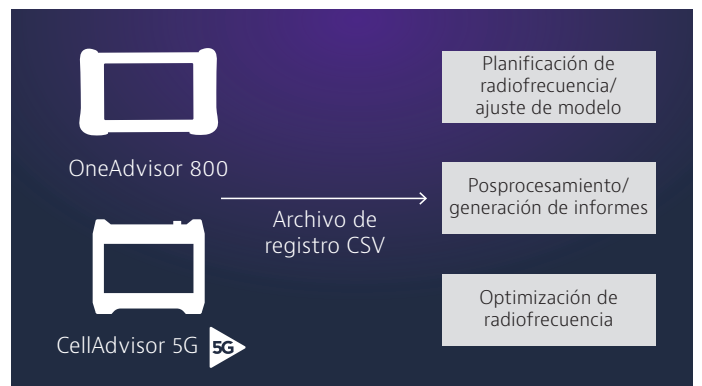 OneAdvisor 800
CellAdvisor 5G 5G
Archivo de
registro CSV
Planificación de
radiofrecuencia/
ajuste de modelo
Posprocesamiento/
generación de informes
Optimización de
radiofrecuencia